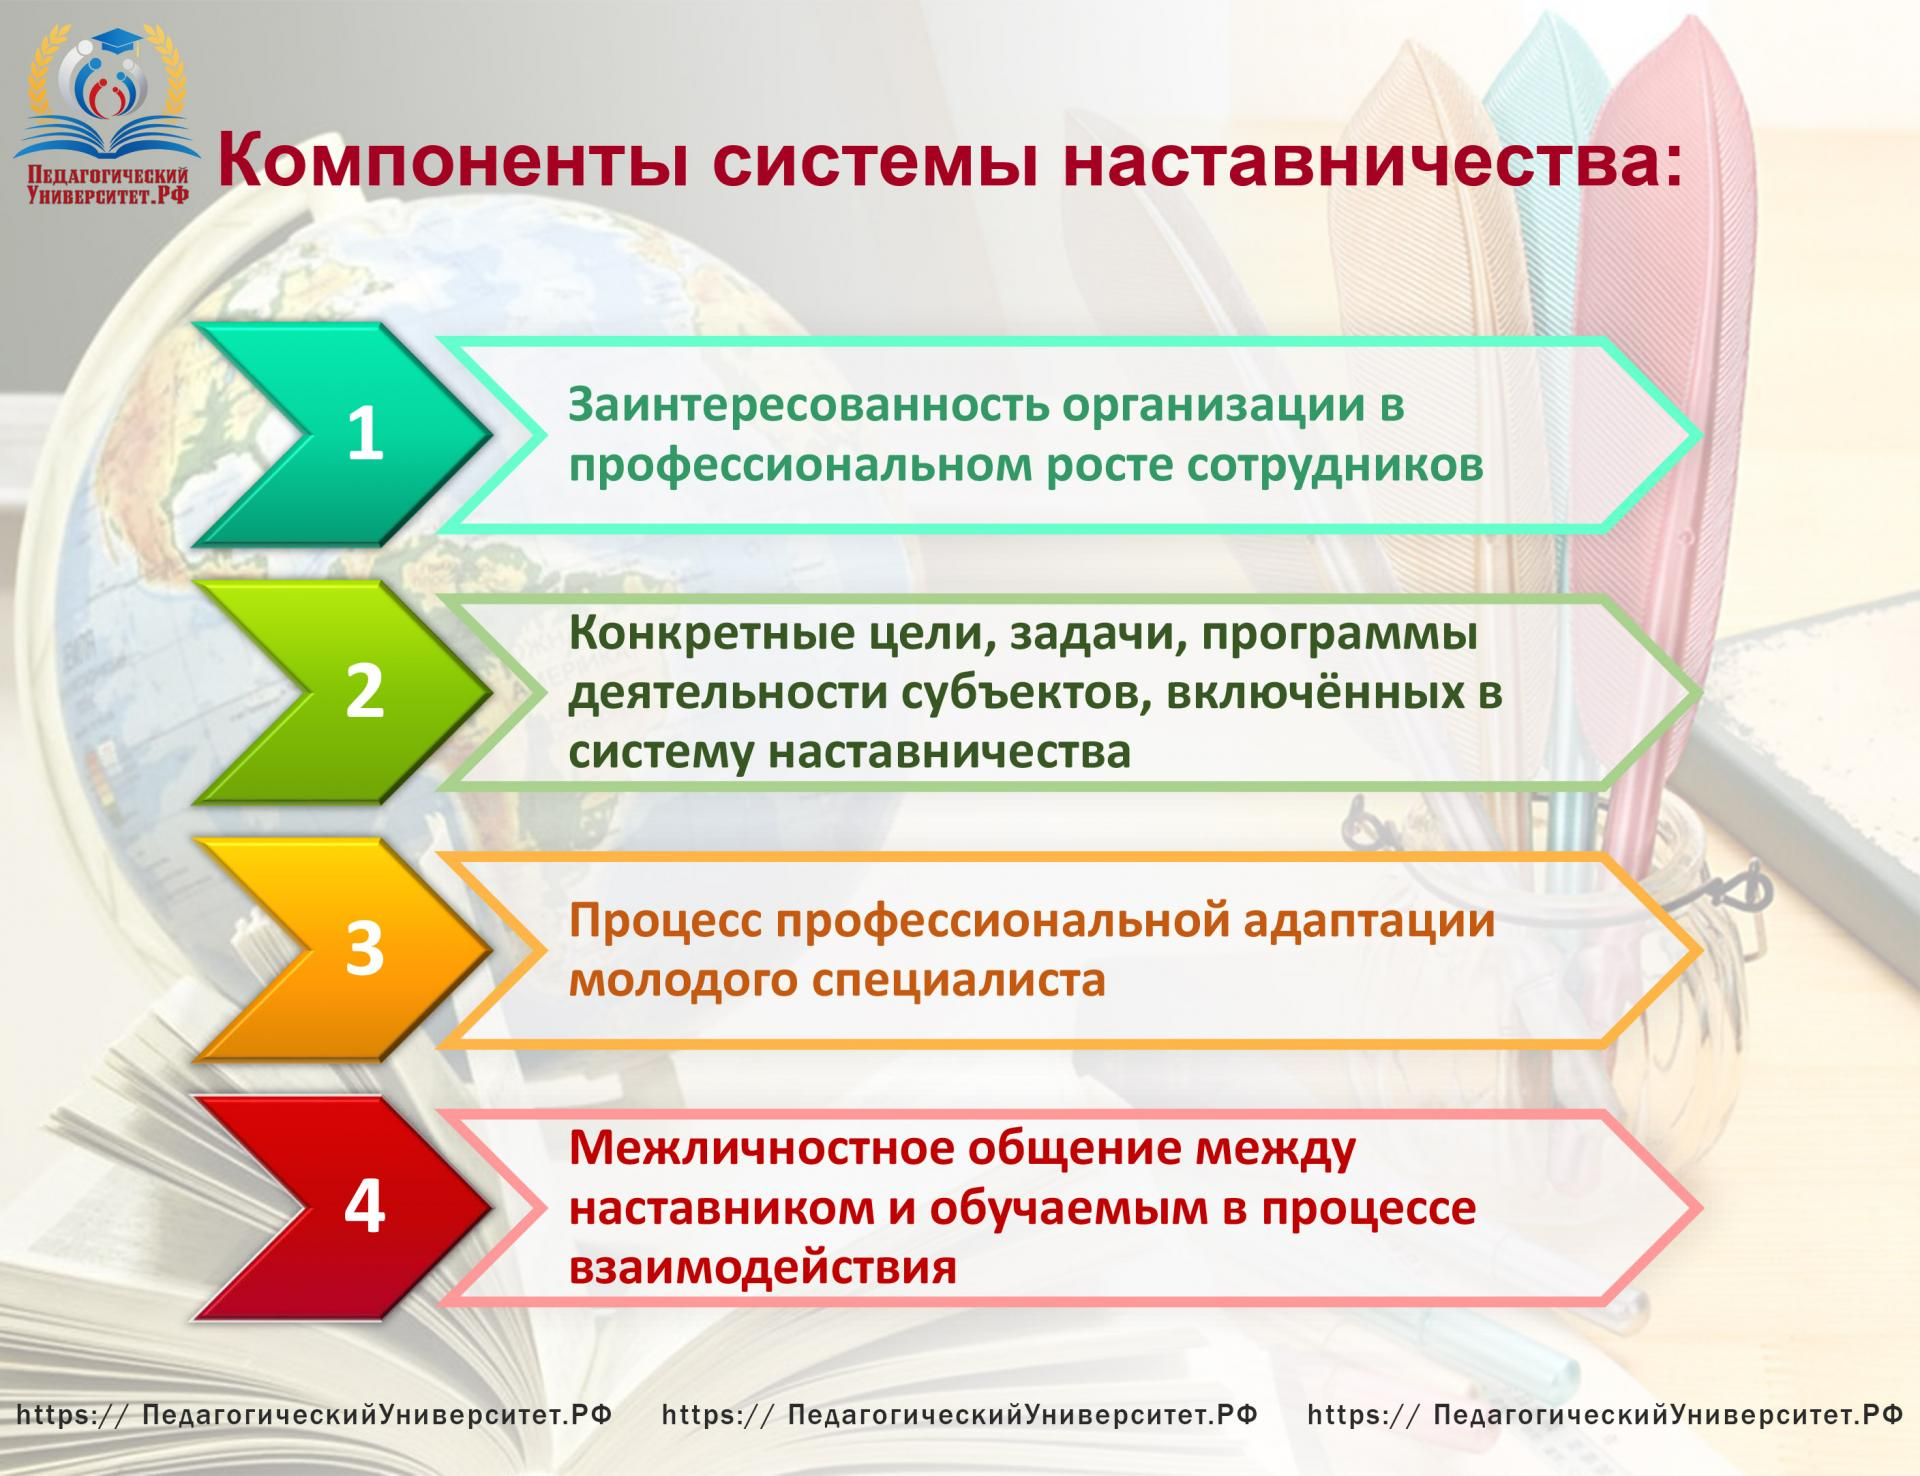 Педагогический
Университет.РФ
Компоненты системы наставничества:
1
Заинтересованность организации в
профессиональном росте сотрудников
2
Конкретные цели, задачи, программы
деятельности субъектов, включённых в
систему наставничества
3
Процесс профессиональной адаптации
молодого специалиста
4
Межличностное общение между
наставником и обучаемым в процессе
взаимодействия
https:// ПедагогическийУниверситет.РФ https:// ПедагогическийУниверситет.РФ https:// ПедагогическийУниверситет.РФ